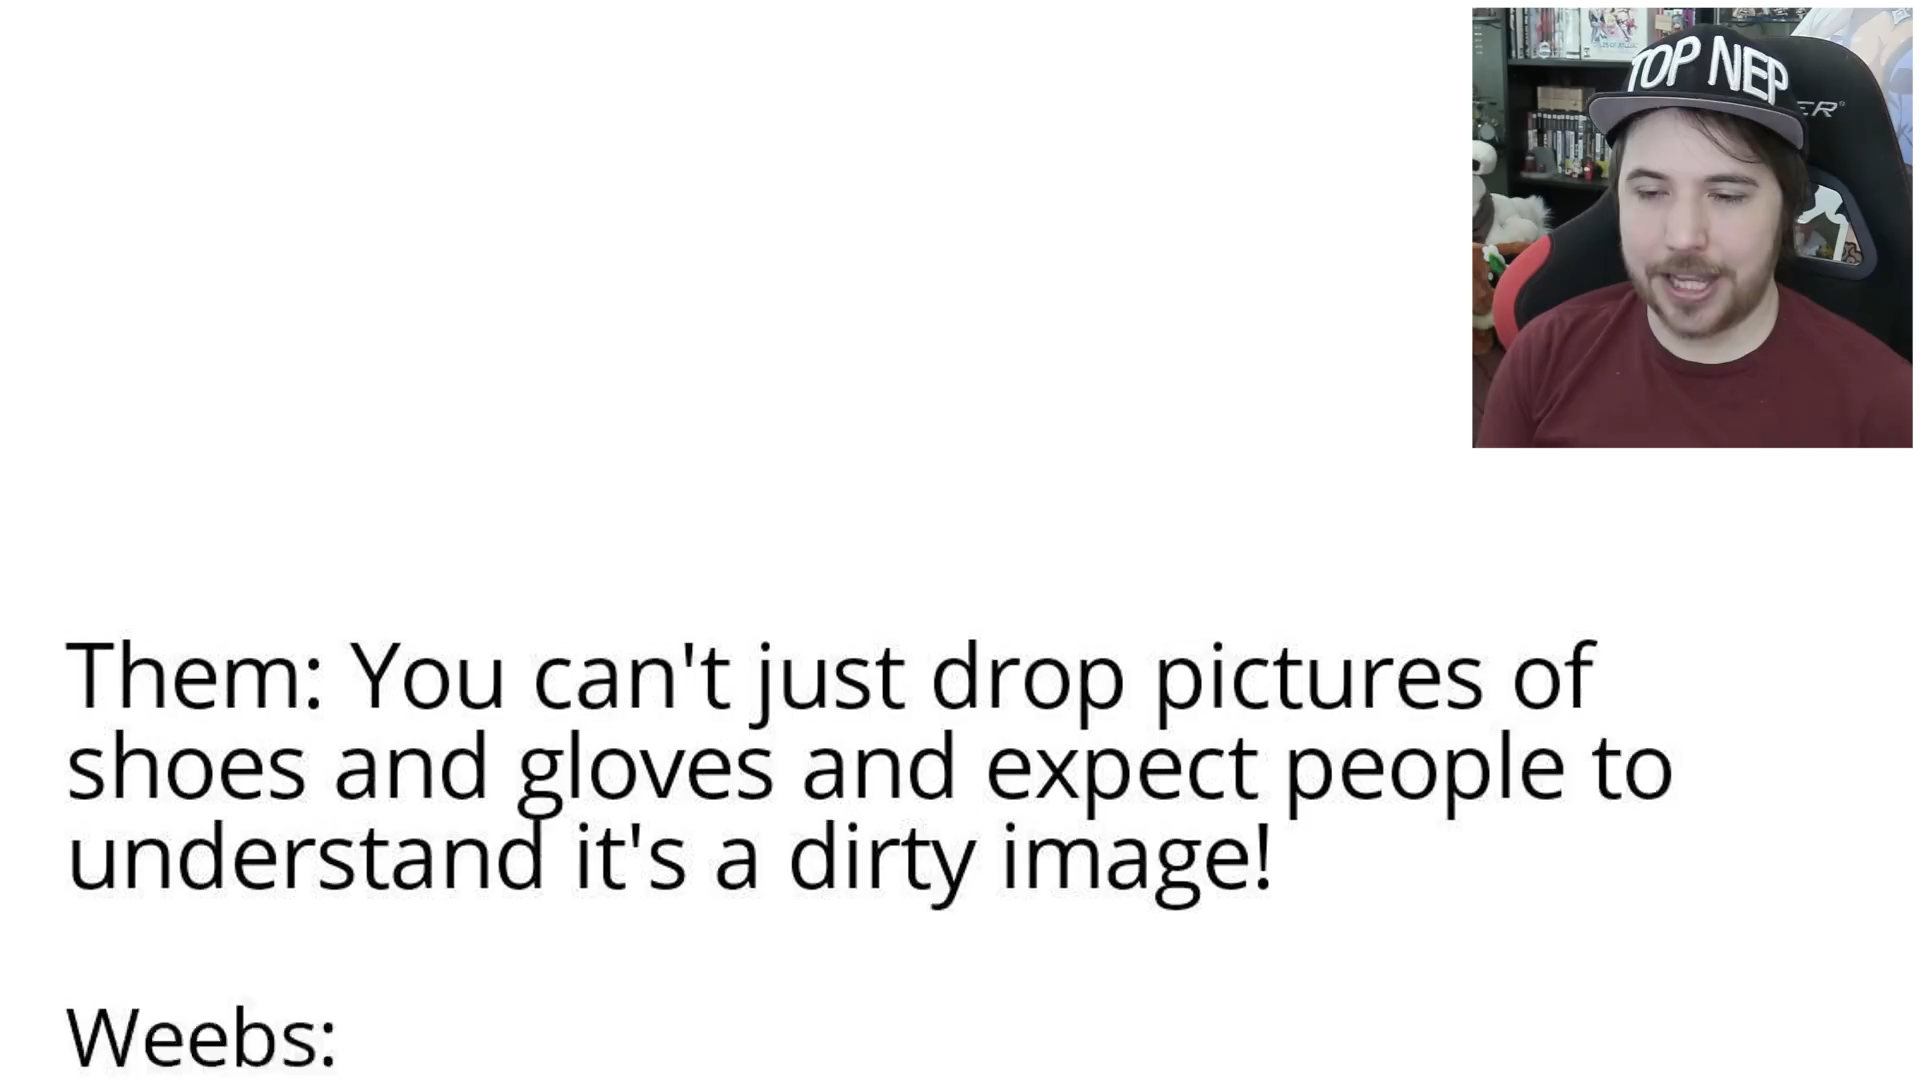 TOP NEP
ER
Them: You can't just drop pictures of
shoes and gloves and expect people to
understand it's a dirty image!
Weebs: